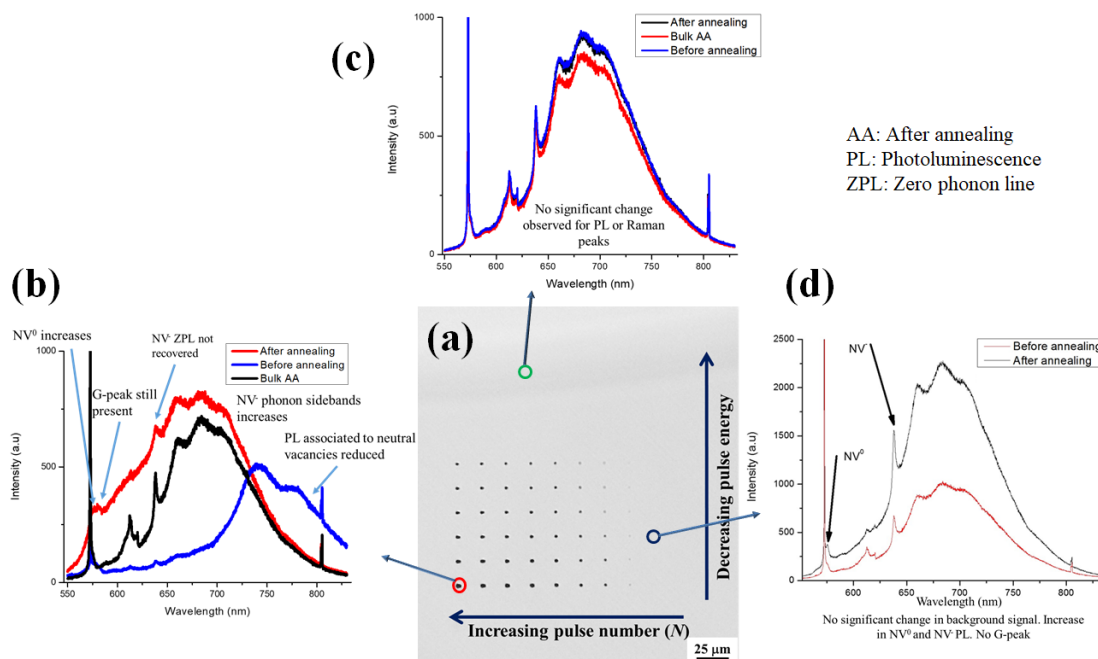 (c)
1000
500
0
550
600
650
700
750
800
Intensity (a.u)
Wavelength (nm)
After annealing
Bulk AA
Before annealing
No significant change
observed for PL or Raman
peaks
AA: After annealing
PL: Photoluminescence
ZPL: Zero phonon line
(b)
NV⁰ increases
NV⁻ ZPL not
recovered
G-peak still
present
After annealing
Before annealing
Bulk AA
NV⁻ phonon sidebands
increases
PL associated to neutral
vacancies reduced
1000
500
0
550
600
650
700
750
800
Intensity (a.u)
Wavelength (nm)
(a)
Decreasing pulse energy
Increasing pulse number (N)
25 μm
(d)
Before annealing
After annealing
NV⁻
NV⁰
2500
2000
1500
1000
500
0
600
650
700
750
800
Intensity (a.u)
Wavelength (nm)
No significant change in background signal. Increase
in NV⁰ and NV⁻ PL. No G-peak